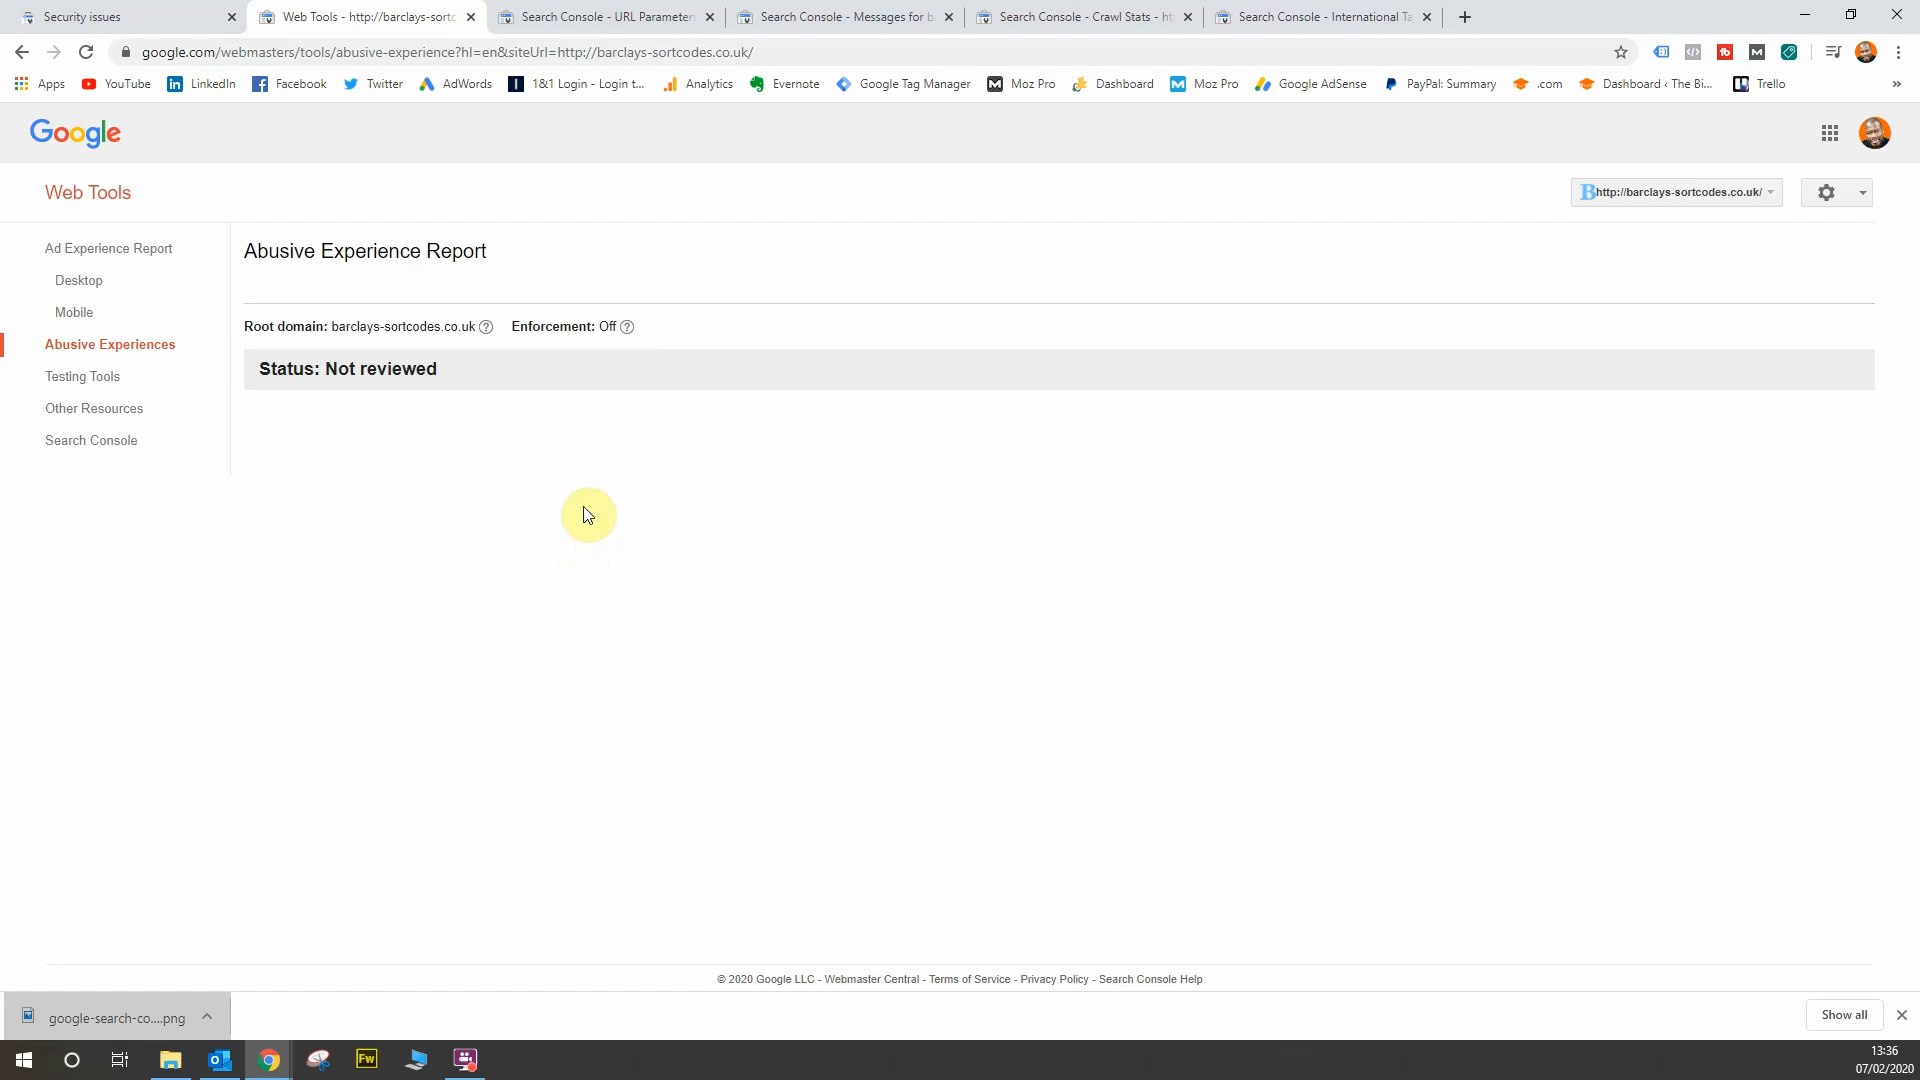 Security issues
Web Tools - http://barclays-sortc
Search Console - URL Parameters
Search Console - Messages for b
Search Console - Crawl Stats - ht
Search Console - International Ta
google.com/webmasters/tools/abusive-experience?hl=en&siteUrl=http://barclays-sortcodes.co.uk/
Apps
YouTube
LinkedIn
Facebook
Twitter
AdWords
1&1 Login - Login t...
Analytics
Evernote
Google Tag Manager
Moz Pro
Dashboard
Moz Pro
Google AdSense
PayPal: Summary
.com
Dashboard ‹ The Bi...
Trello
»
Google
Web Tools
http://barclays-sortcodes.co.uk/
Ad Experience Report
Desktop
Mobile
Abusive Experiences
Testing Tools
Other Resources
Search Console
Abusive Experience Report
Root domain: barclays-sortcodes.co.uk ? Enforcement: Off ?
Status: Not reviewed
© 2020 Google LLC - Webmaster Central - Terms of Service - Privacy Policy - Search Console Help
google-search-co....png
Show all
Fw
13:36
07/02/2020